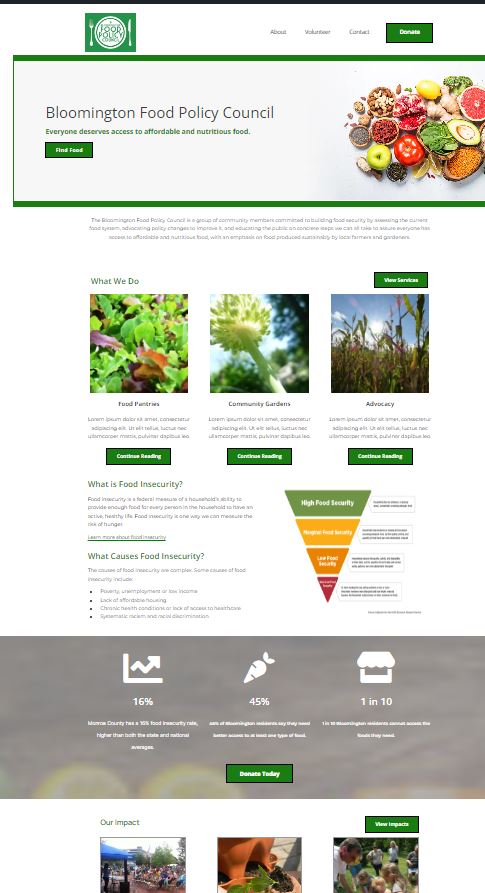 FOOD
POLICY
COUNCIL
About Volunteer Contact Donate
Bloomington Food Policy Council
Everyone deserves access to affordable and nutritious food.
Find Food
The Bloomington Food Policy Council is a group of community members committed to building food security by assessing the current
food system, advocating policy changes to improve it, and educating the public on concrete steps we can all take to assure everyone has
access to affordable and nutritious food, with an emphasis on food produced sustainably by local farmers and gardeners.
What We Do
View Services
Food Pantries
Lorem ipsum dolor sit amet, consectetur
adipiscing elit. Ut elit tellus, luctus nec
ullamcorper mattis, pulvinar dapibus leo.
Continue Reading
Community Gardens
Lorem ipsum dolor sit amet, consectetur
adipiscing elit. Ut elit tellus, luctus nec
ullamcorper mattis, pulvinar dapibus leo.
Continue Reading
Advocacy
Lorem ipsum dolor sit amet, consectetur
adipiscing elit. Ut elit tellus, luctus nec
ullamcorper mattis, pulvinar dapibus leo.
Continue Reading
What is Food Insecurity?
Food insecurity is a federal measure of a household's ability to
provide enough food for every person in the household to have an
active, healthy life. Food insecurity is one way we can measure the
risk of hunger.
Learn more about food insecurity
What Causes Food Insecurity?
The causes of food insecurity are complex. Some causes of food
insecurity include:
Poverty, unemployment or low income
Lack of affordable housing
Chronic health conditions or lack of access to healthcare
Systematic racism and racial discrimination
High Food Security
Marginal Food Security
Low Food
Security
16%
Monroe County has a 16% food insecurity rate,
higher than both the state and national
averages.
45%
45% of Bloomington residents say they need
better access to at least one type of food.
1 in 10
1 in 10 Bloomington residents cannot access the
foods they need.
Donate Today
Our Impact
View Impacts